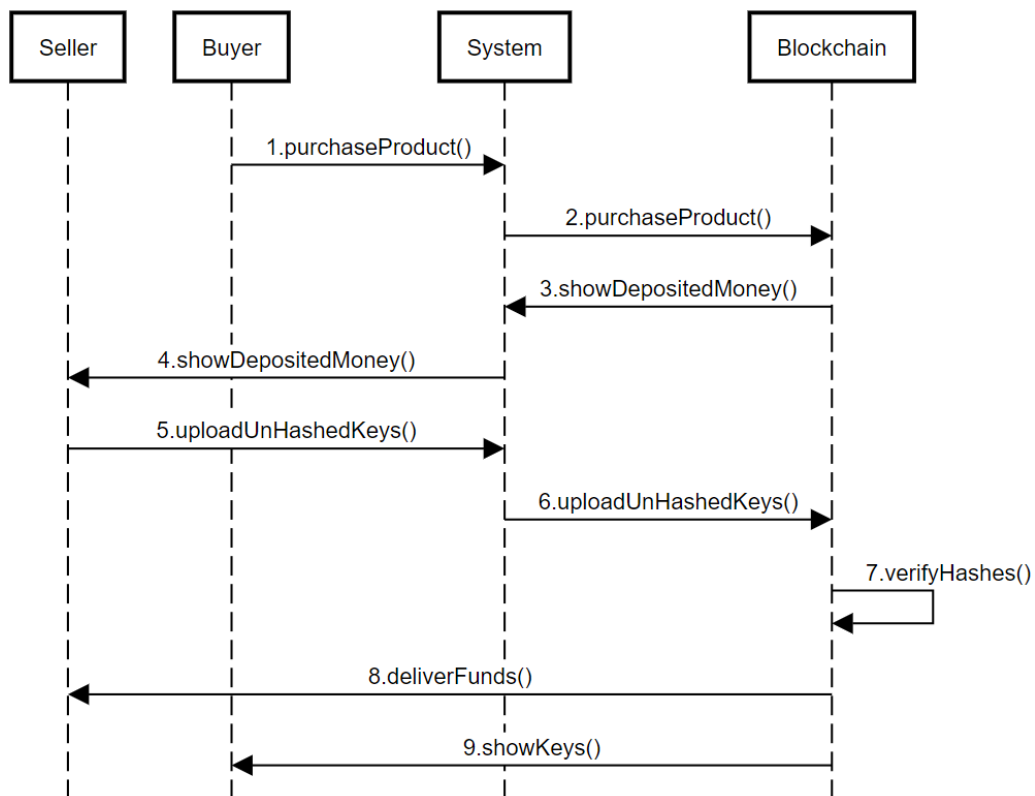 Seller
Buyer
System
Blockchain
1.purchaseProduct()
2.purchaseProduct()
3.showDepositedMoney()
4.showDepositedMoney()
5.uploadUnHashedKeys()
6.uploadUnHashedKeys()
7.verifyHashes()
8.deliverFunds()
9.showKeys()